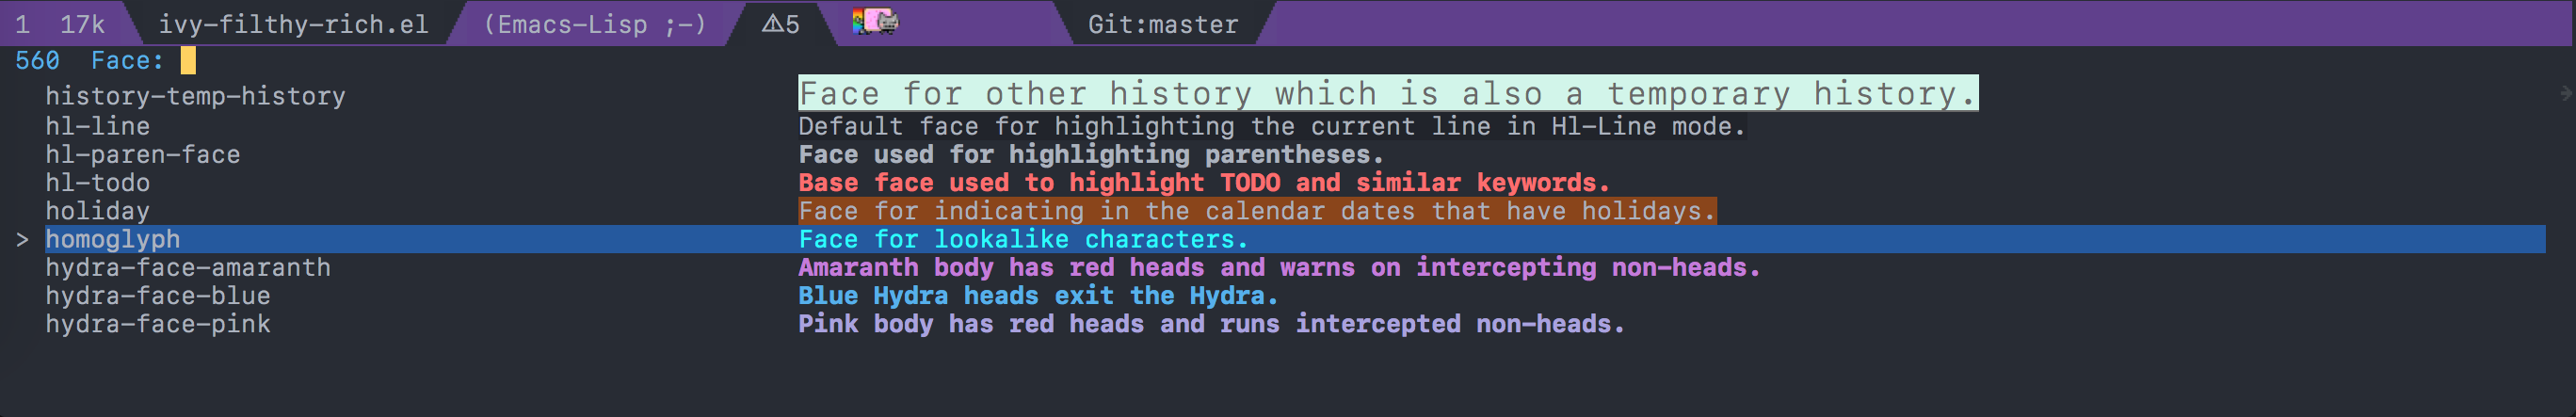 1 17k ivy-filthy-rich.el (Emacs-Lisp ;-) ⚠5 Git:master
560 Face:
history-temp-history Face for other history which is also a temporary history.
hl-line Default face for highlighting the current line in Hl-Line mode.
hl-paren-face Face used for highlighting parentheses.
hl-todo Base face used to highlight TODO and similar keywords.
holiday Face for indicating in the calendar dates that have holidays.
> homoglyph Face for lookalike characters.
hydra-face-amaranth Amaranth body has red heads and warns on intercepting non-heads.
hydra-face-blue Blue Hydra heads exit the Hydra.
hydra-face-pink Pink body has red heads and runs intercepted non-heads.